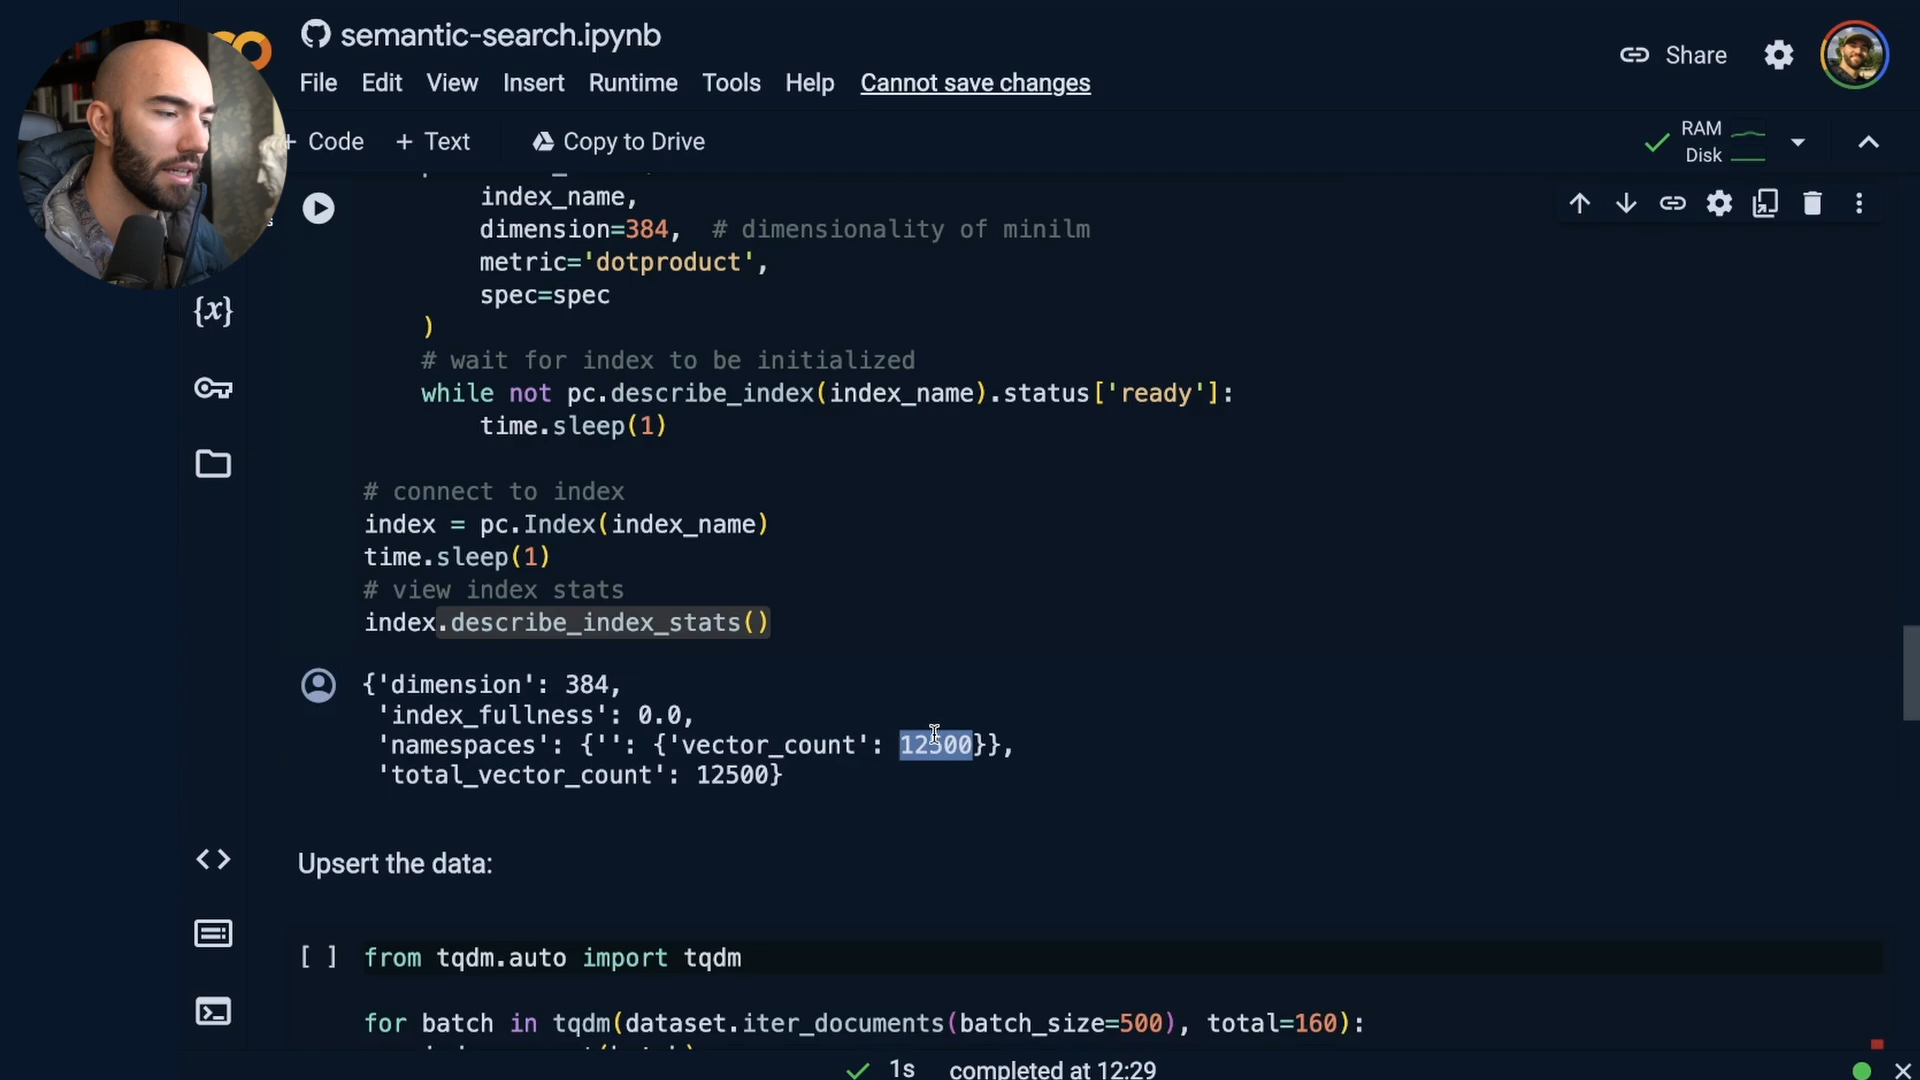 semantic-search.ipynb
Share
File Edit View Insert Runtime Tools Help Cannot save changes
+ Code + Text Copy to Drive
RAM
Disk
index_name,
dimension=384,  # dimensionality of minilm
metric='dotproduct',
spec=spec
)
# wait for index to be initialized
while not pc.describe_index(index_name).status['ready']:
time.sleep(1)
# connect to index
index = pc.Index(index_name)
time.sleep(1)
# view index stats
index.describe_index_stats()
{'dimension': 384,
'index_fullness': 0.0,
'namespaces': {'': {'vector_count': 12500}},
'total_vector_count': 12500}
Upsert the data:
[ ] from tqdm.auto import tqdm
for batch in tqdm(dataset.iter_documents(batch_size=500), total=160):
1s completed at 12:29
{x}